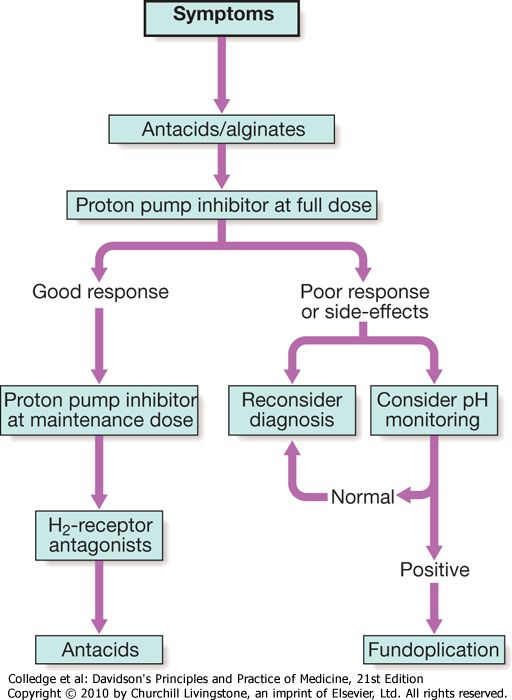 Symptoms
Antacids/alginates
Proton pump inhibitor at full dose
Good response
Poor response
or side-effects
Proton pump inhibitor
at maintenance dose
Reconsider
diagnosis
Consider pH
monitoring
Normal
H₂-receptor
antagonists
Positive
Antacids
Fundoplication
Colledge et al: Davidson's Principles and Practice of Medicine, 21st Edition
Copyright © 2010 by Churchill Livingstone, an imprint of Elsevier, Ltd. All rights reserved.